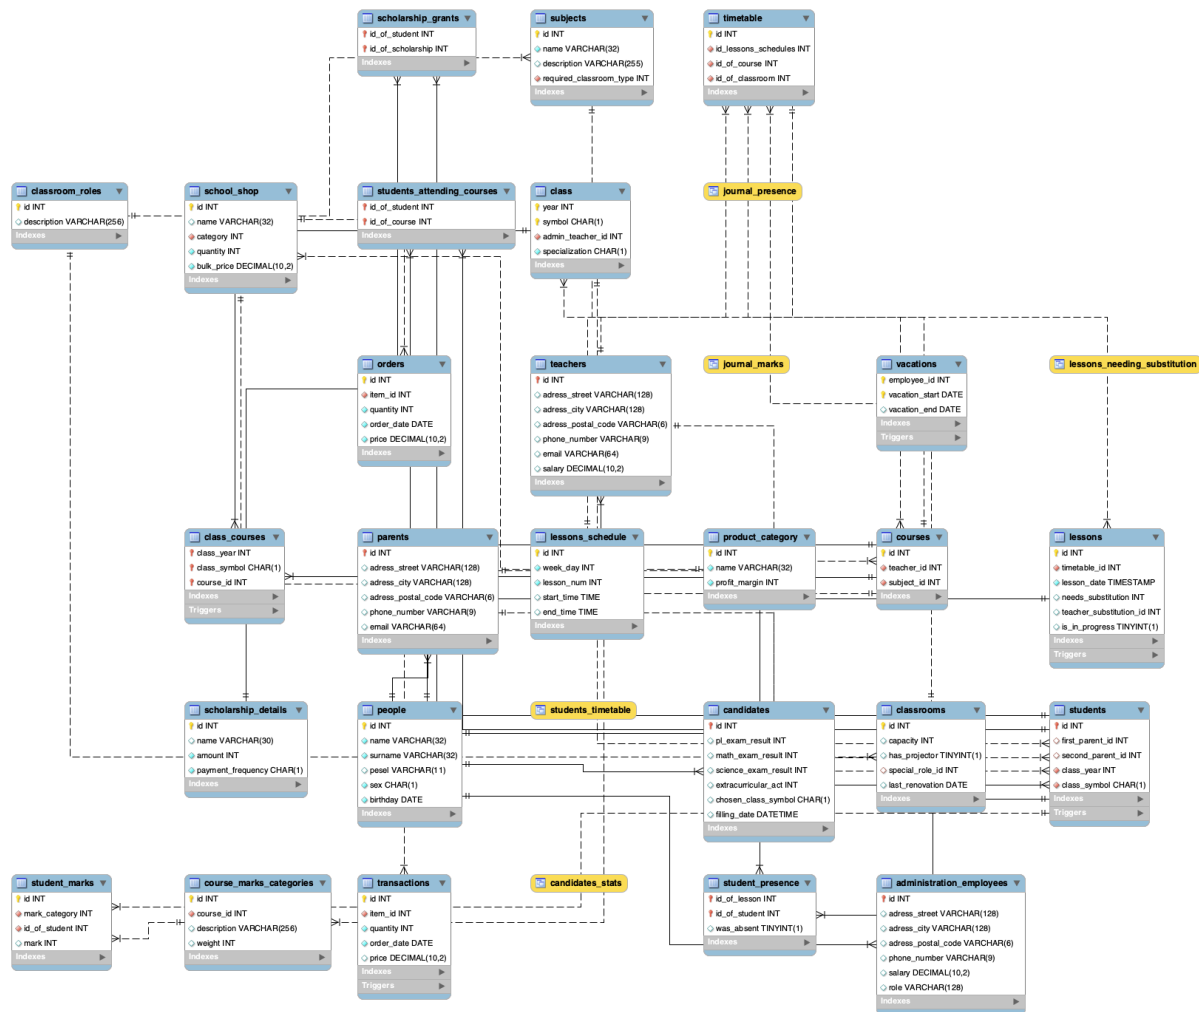 scholarship_grants
id_of_student INT
id_of_scholarship INT
Indexes
subjects
id INT
name VARCHAR(32)
description VARCHAR(255)
required_classroom_type INT
Indexes
timetable
id INT
id_lessons_schedules INT
id_of_course INT
id_of_classroom INT
Indexes
classroom_roles
id INT
description VARCHAR(256)
Indexes
school_shop
id INT
name VARCHAR(32)
category INT
quantity INT
bulk_price DECIMAL(10,2)
Indexes
students_attending_courses
id_of_student INT
id_of_course INT
Indexes
class
year INT
symbol CHAR(1)
admin_teacher_id INT
specialization CHAR(1)
Indexes
journal_presence
orders
id INT
item_id INT
quantity INT
order_date DATE
price DECIMAL(10,2)
Indexes
teachers
id INT
adress_street VARCHAR(128)
adress_city VARCHAR(128)
adress_postal_code VARCHAR(6)
phone_number VARCHAR(9)
email VARCHAR(64)
salary DECIMAL(10,2)
Indexes
journal_marks
vacations
employee_id INT
vacation_start DATE
vacation_end DATE
Indexes
Triggers
lessons_needing_substitution
class_courses
class_year INT
class_symbol CHAR(1)
course_id INT
Indexes
Triggers
parents
id INT
adress_street VARCHAR(128)
adress_city VARCHAR(128)
adress_postal_code VARCHAR(6)
phone_number VARCHAR(9)
email VARCHAR(64)
Indexes
lessons_schedule
id INT
week_day INT
lesson_num INT
start_time TIME
end_time TIME
Indexes
product_category
id INT
name VARCHAR(32)
profit_margin INT
Indexes
courses
id INT
teacher_id INT
subject_id INT
Indexes
lessons
id INT
timetable_id INT
lesson_date TIMESTAMP
needs_substitution INT
teacher_substitution_id INT
is_in_progress TINYINT(1)
Indexes
Triggers
scholarship_details
id INT
name VARCHAR(30)
amount INT
payment_frequency CHAR(1)
Indexes
people
id INT
name VARCHAR(32)
surname VARCHAR(32)
pesel VARCHAR(11)
sex CHAR(1)
birthday DATE
Indexes
students_timetable
candidates
id INT
pl_exam_result INT
math_exam_result INT
science_exam_result INT
extracurricular_act INT
chosen_class_symbol CHAR(1)
filling_date DATETIME
Indexes
classrooms
id INT
capacity INT
has_projector TINYINT(1)
special_role_id INT
last_renovation DATE
Indexes
students
id INT
first_parent_id INT
second_parent_id INT
class_year INT
class_symbol CHAR(1)
Indexes
Triggers
student_marks
id INT
mark_category INT
id_of_student INT
mark INT
Indexes
course_marks_categories
id INT
course_id INT
description VARCHAR(256)
weight INT
Indexes
transactions
id INT
item_id INT
quantity INT
order_date DATE
price DECIMAL(10,2)
Indexes
Triggers
candidates_stats
student_presence
id_of_lesson INT
id_of_student INT
was_absent TINYINT(1)
Indexes
administration_employees
id INT
adress_street VARCHAR(128)
adress_city VARCHAR(128)
adress_postal_code VARCHAR(6)
phone_number VARCHAR(9)
salary DECIMAL(10,2)
role VARCHAR(128)
Indexes